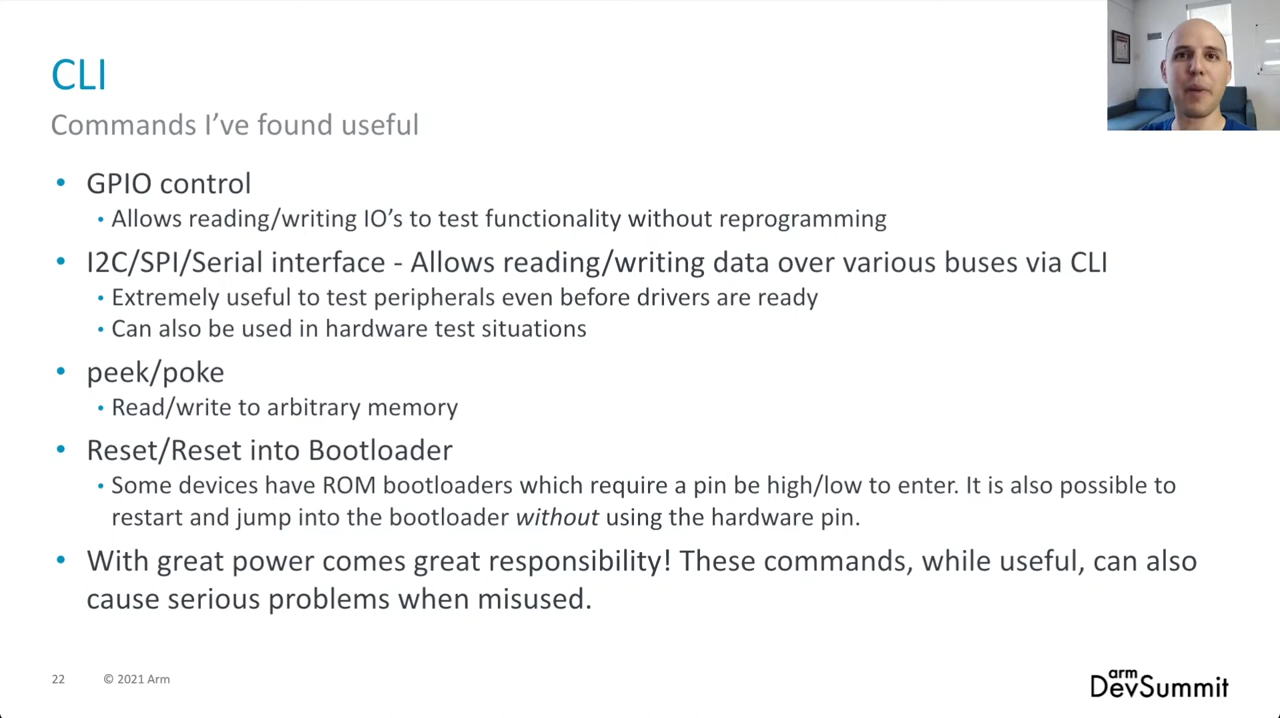 CLI
Commands I've found useful
• GPIO control
• Allows reading/writing IO's to test functionality without reprogramming
• I2C/SPI/Serial interface - Allows reading/writing data over various buses via CLI
• Extremely useful to test peripherals even before drivers are ready
• Can also be used in hardware test situations
• peek/poke
• Read/write to arbitrary memory
• Reset/Reset into Bootloader
• Some devices have ROM bootloaders which require a pin be high/low to enter. It is also possible to
restart and jump into the bootloader without using the hardware pin.
• With great power comes great responsibility! These commands, while useful, can also
cause serious problems when misused.
22 © 2021 Arm
arm
DevSummit